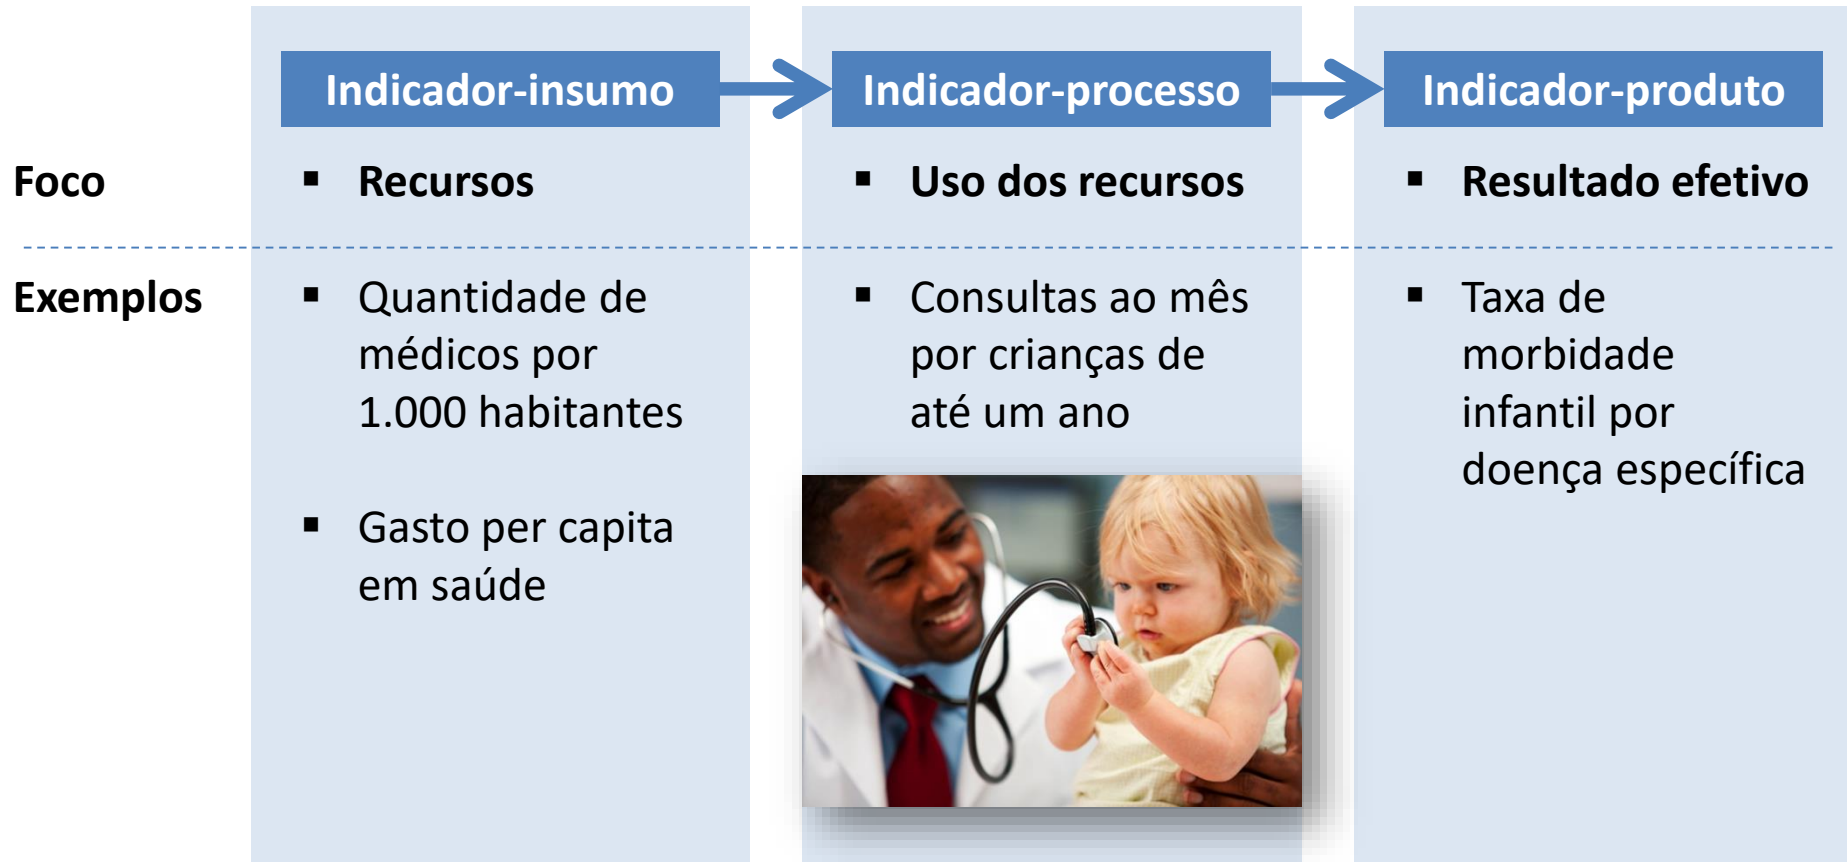 Indicador-insumo
Indicador-processo
Indicador-produto
Foco
▪ Recursos
▪ Uso dos recursos
▪ Resultado efetivo
Exemplos
▪ Quantidade de
médicos por
1.000 habitantes
▪ Gasto per capita
em saúde
▪ Consultas ao mês
por crianças de
até um ano
▪ Taxa de
morbidade
infantil por
doença específica